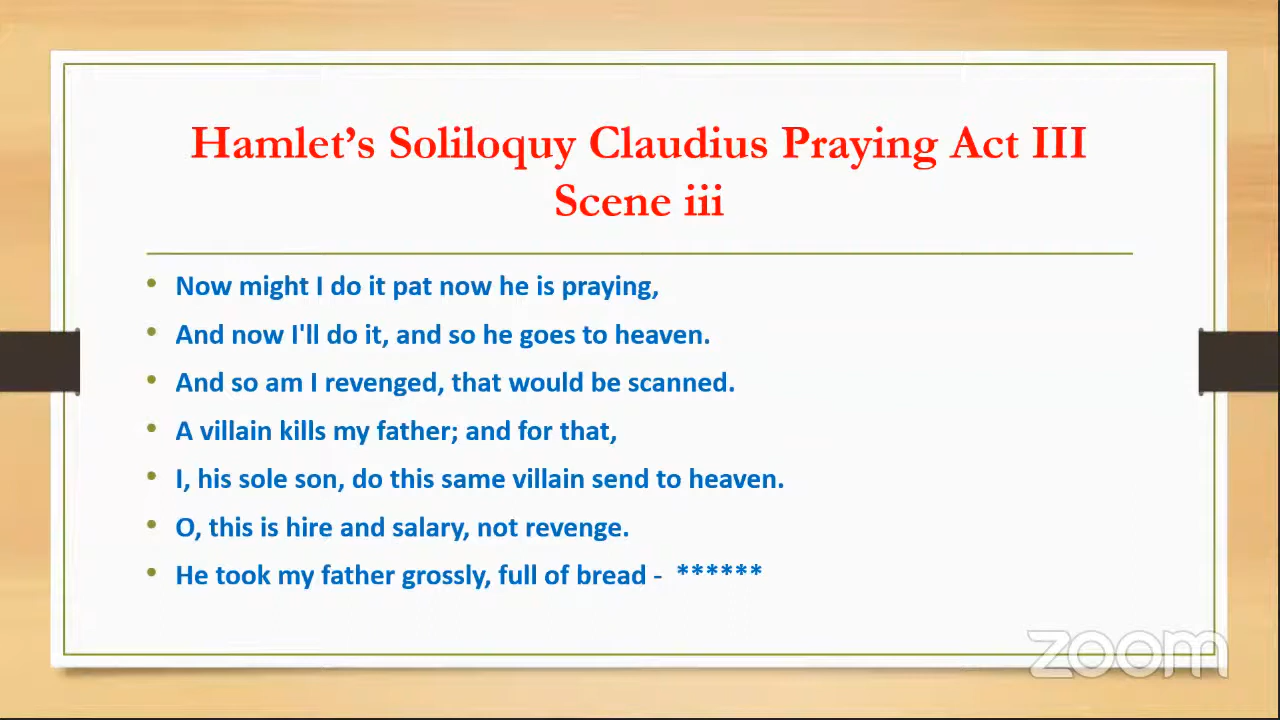 Hamlet’s Soliloquy Claudius Praying Act III
Scene iii
• Now might I do it pat now he is praying,
• And now I'll do it, and so he goes to heaven.
• And so am I revenged, that would be scanned.
• A villain kills my father; and for that,
• I, his sole son, do this same villain send to heaven.
• O, this is hire and salary, not revenge.
• He took my father grossly, full of bread - ******
zoom